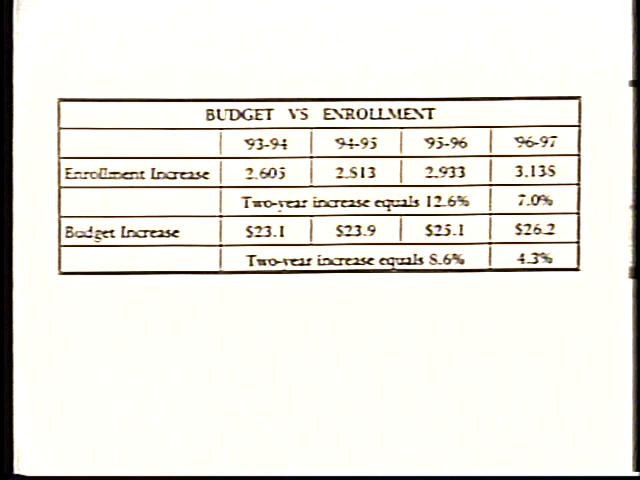 BUDGET VS ENROLLMENT
'93-94 '94-95 '95-96 '96-97
Enrollment Increase 2,605 2,813 2,933 3,138
Two-year increase equals 12.6% 7.0%
Budget Increase $23.1 $23.9 $25.1 $26.2
Two-year increase equals 8.6% 4.3%